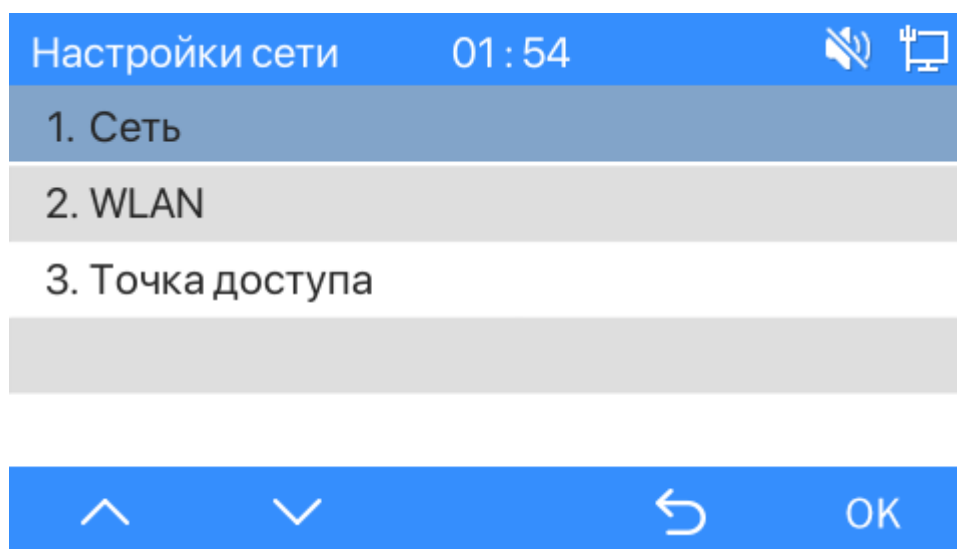 Настройки сети 01:54
1. Сеть
2. WLAN
3. Точка доступа
OK